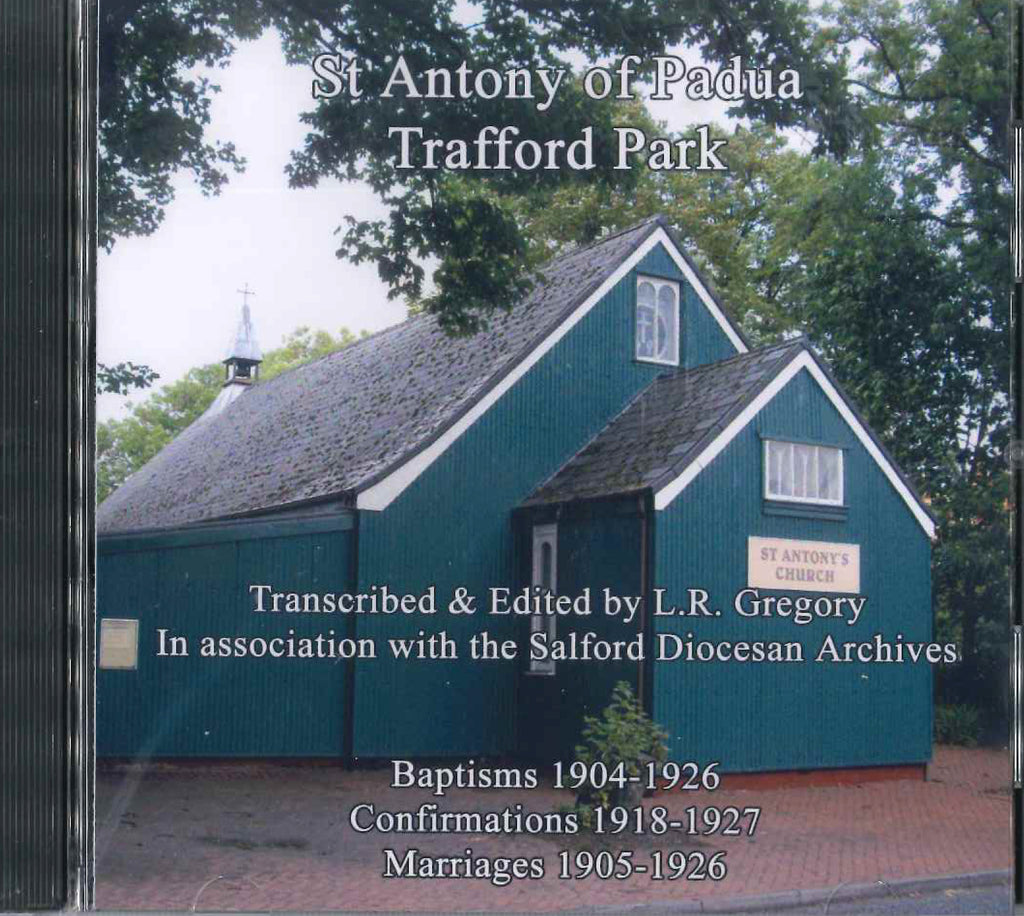 St Antony of Padua
Trafford Park
ST ANTONY'S
CHURCH
Transcribed & Edited by L.R. Gregory
In association with the Salford Diocesan Archives
Baptisms 1904-1926
Confirmations 1918-1927
Marriages 1905-1926